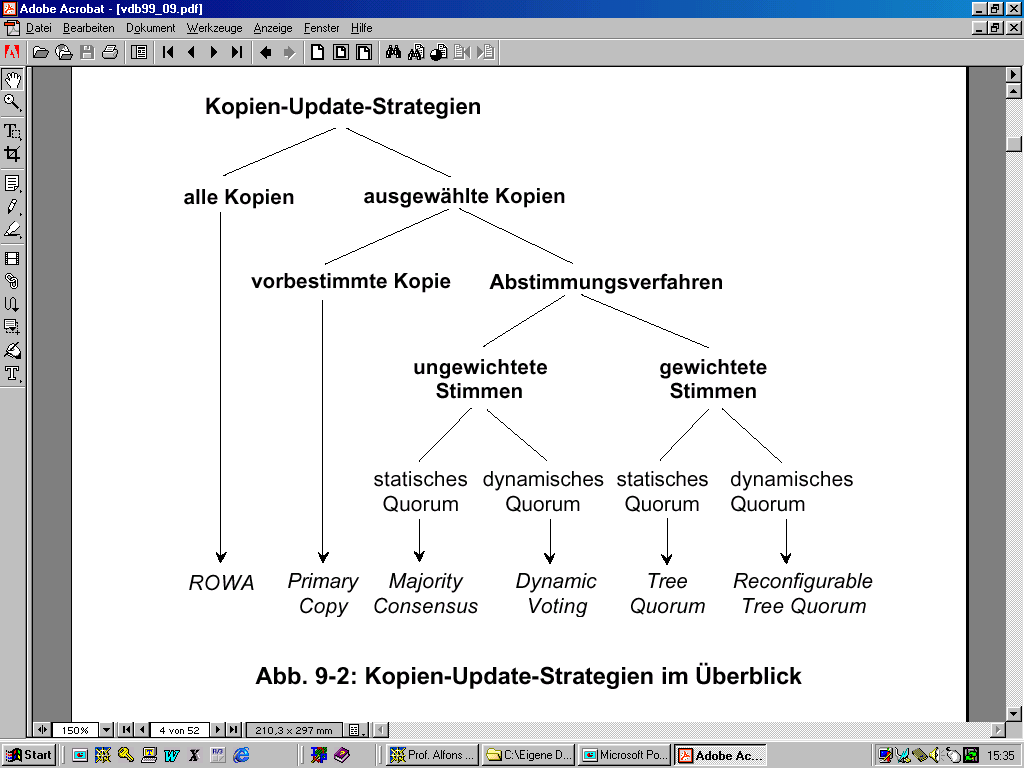 Adobe Acrobat - [vdb99_09.pdf]
Datei Bearbeiten Dokument Werkzeuge Anzeige Fenster Hilfe
Kopien-Update-Strategien
alle Kopien ausgewählte Kopien
vorbestimmte Kopie Abstimmungsverfahren
ungewichtete
Stimmen
gewichtete
Stimmen
statisches
Quorum
dynamisches
Quorum
statisches
Quorum
dynamisches
Quorum
ROWA
Primary
Copy
Majority
Consensus
Dynamic
Voting
Tree
Quorum
Reconfigurable
Tree Quorum
Abb. 9-2: Kopien-Update-Strategien im Überblick
150% 4 von 52 210,3 x 297 mm
Start Prof. Alfons ... C:\Eigene D... Microsoft Po... Adobe Ac... 15:35